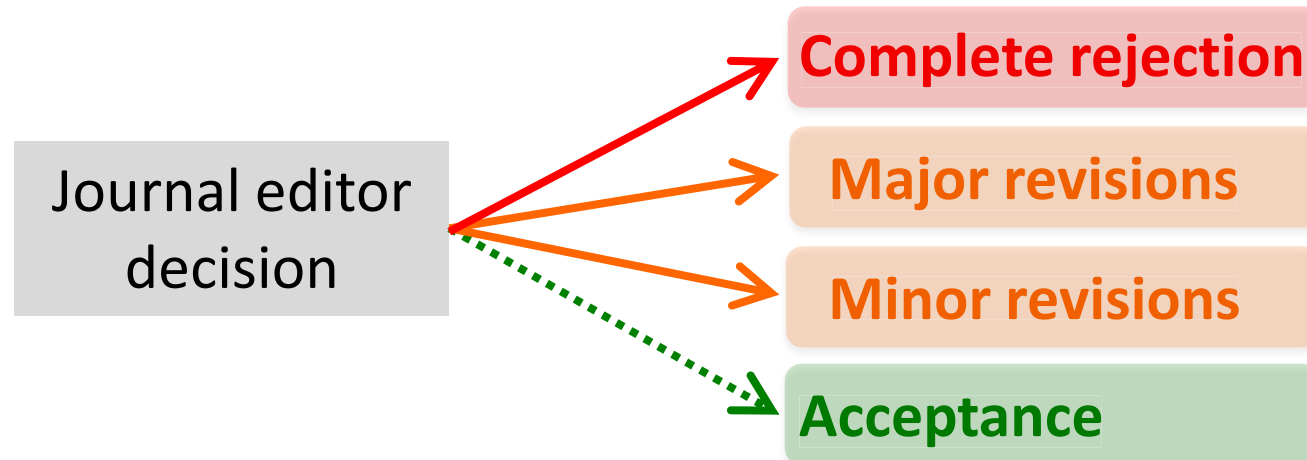 Journal editor
decision
Complete rejection
Major revisions
Minor revisions
Acceptance